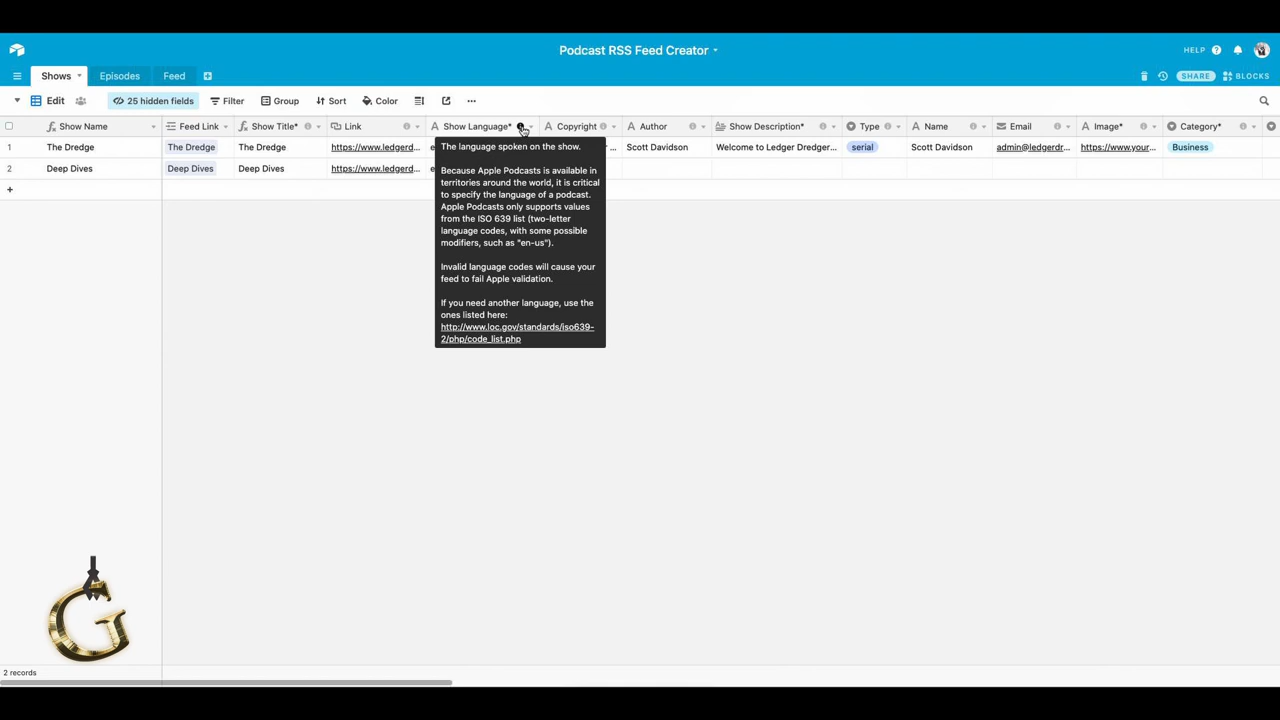 Podcast RSS Feed Creator
HELP
Shows
Episodes
Feed
SHARE
BLOCKS
Edit
25 hidden fields
Filter
Group
Sort
Color
Show Name
Feed Link
Show Title*
Link
Show Language*
Copyright
Author
Show Description*
Type
Name
Email
Image*
Category*
1
The Dredge
The Dredge
The Dredge
https://www.ledgerd...
Scott Davidson
Welcome to Ledger Dredger...
serial
Scott Davidson
admin@ledgerdr...
https://www.your...
Business
2
Deep Dives
Deep Dives
Deep Dives
https://www.ledgerd...
The language spoken on the show.
Because Apple Podcasts is available in
territories around the world, it is critical
to specify the language of a podcast.
Apple Podcasts only supports values
from the ISO 639 list (two-letter
language codes, with some possible
modifiers, such as "en-us").
Invalid language codes will cause your
feed to fail Apple validation.
If you need another language, use the
ones listed here:
http://www.loc.gov/standards/iso639-
2/php/code_list.php
G
2 records